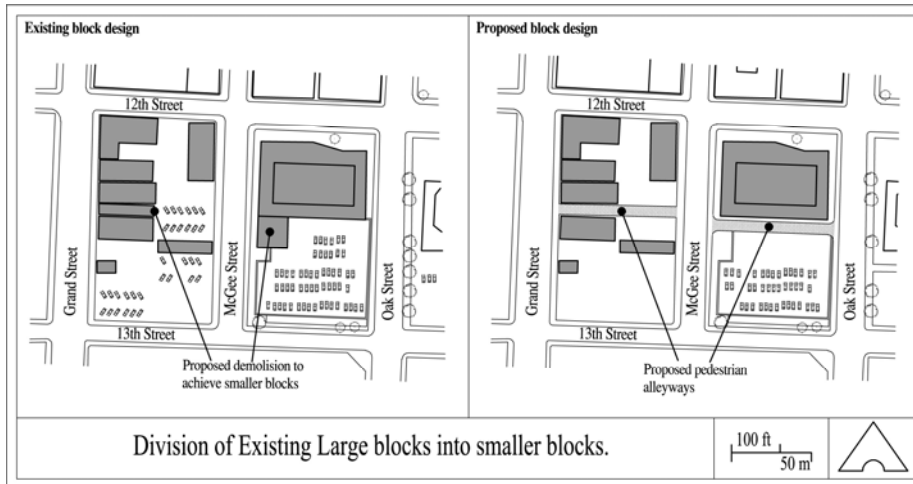 Existing block design
12th Street
Grand Street
McGee Street
Oak Street
13th Street
Proposed demolision to
achieve smaller blocks
Proposed block design
12th Street
Grand Street
McGee Street
Oak Street
13th Street
Proposed pedestrian
alleyways
Division of Existing Large blocks into smaller blocks.
100 ft
50 m